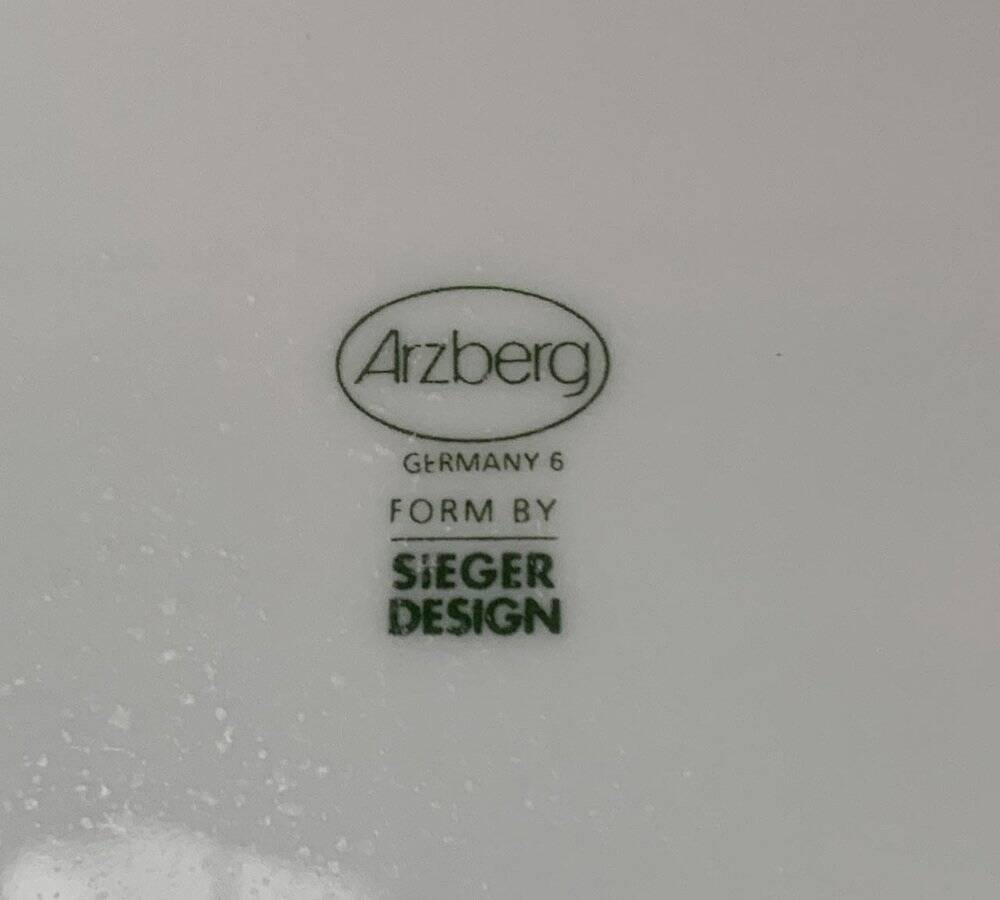 Arzberg
GERMANY 6
FORM BY
SIEGER
DESIGN